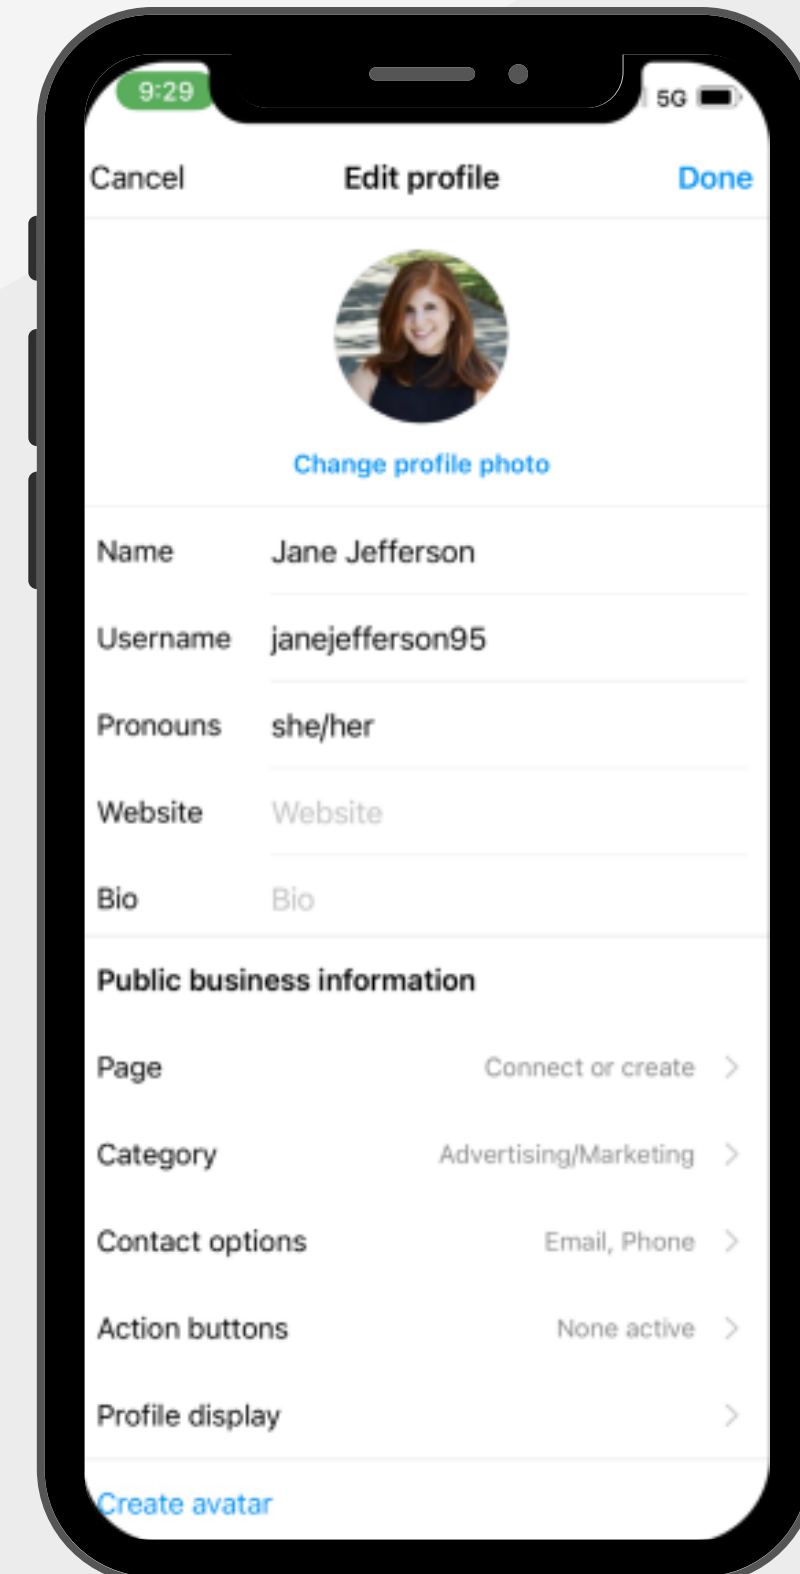 9:29 5G
Cancel Edit profile Done
Change profile photo
Name Jane Jefferson
Username janejefferson95
Pronouns she/her
Website Website
Bio Bio
Public business information
Page Connect or create
Category Advertising/Marketing
Contact options Email, Phone
Action buttons None active
Profile display
Create avatar